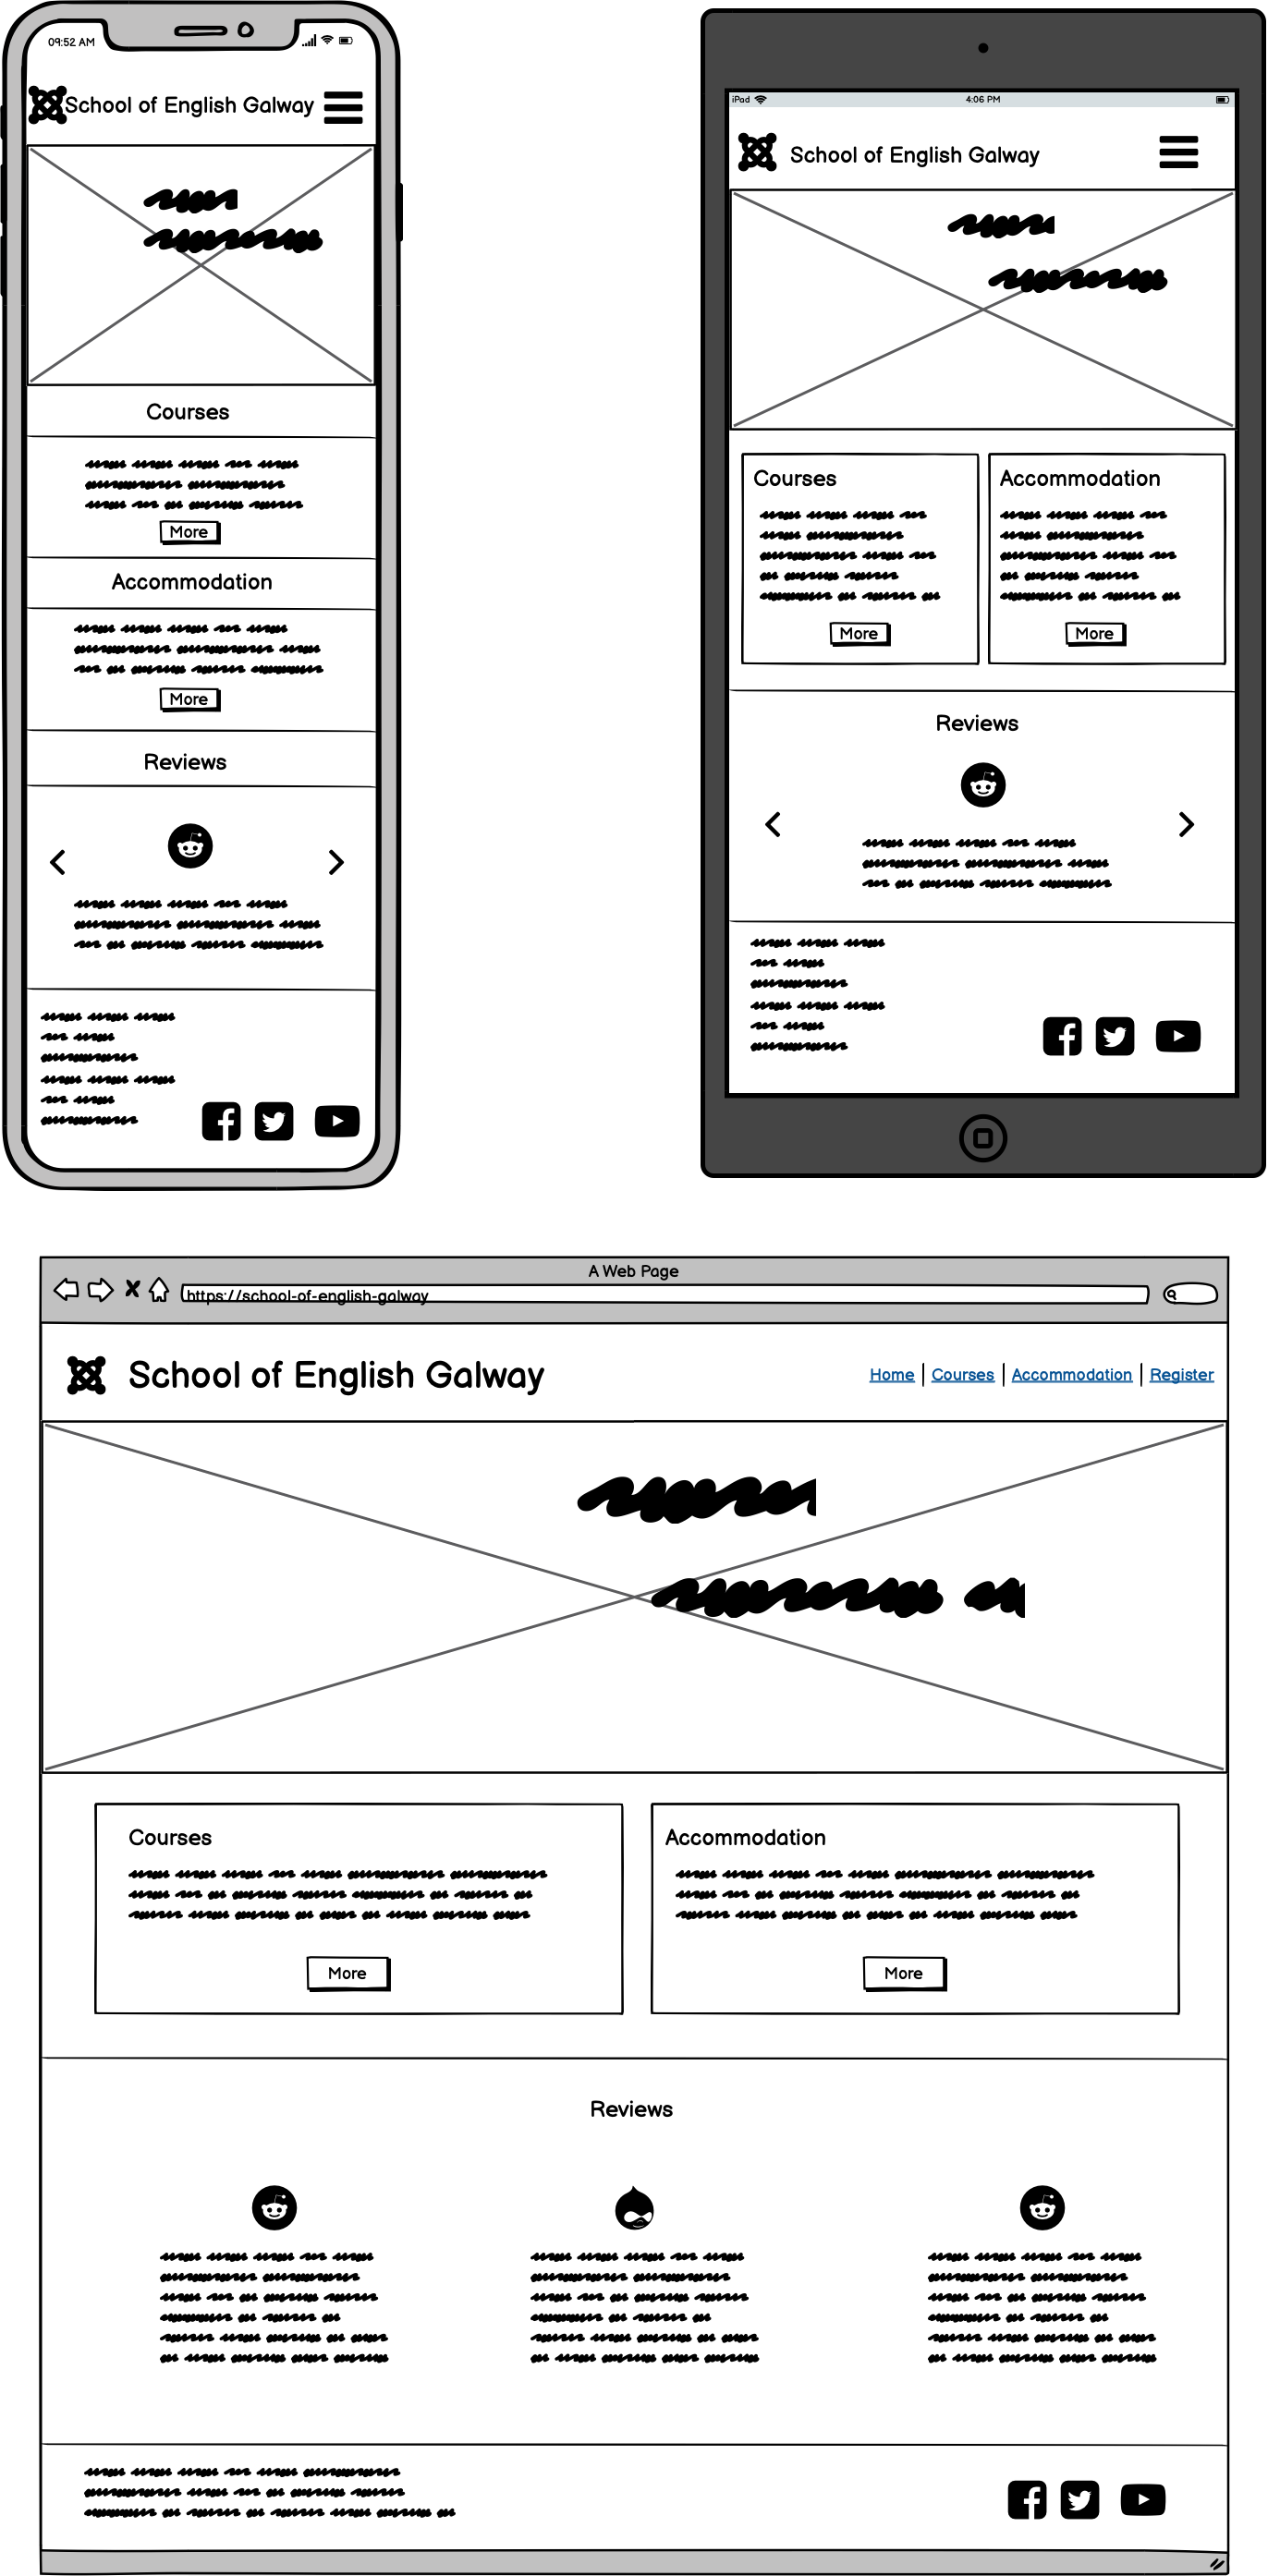 09:52 AM
School of English Galway
Courses
More
Accommodation
More
Reviews
iPad
4:06 PM
School of English Galway
Courses
Accommodation
More
More
Reviews
A Web Page
https://school-of-english-galway
School of English Galway
Home | Courses | Accommodation | Register
Courses
Accommodation
More
More
Reviews